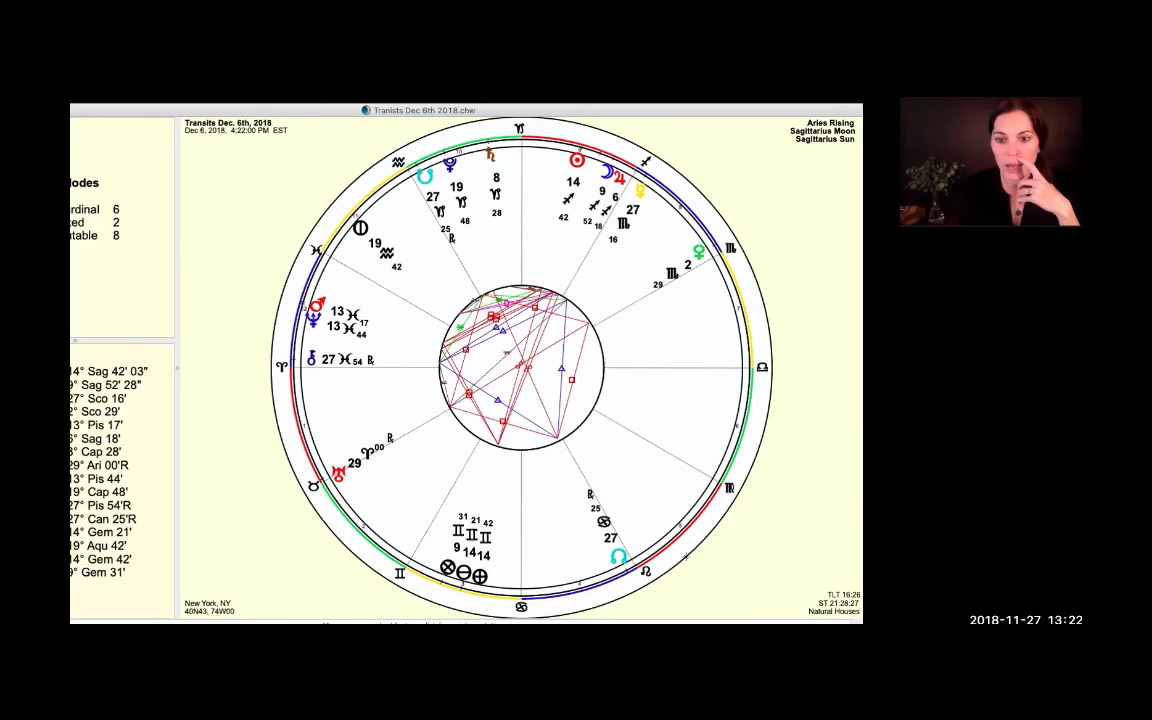 Tranists Dec 6th 2018.chw
Transits Dec. 6th, 2018
Dec 6, 2018, 4:22:00 PM EST
Aries Rising
Sagittarius Moon
Sagittarius Sun
lodes
rdinal 6
ed 2
utable 8
14° Sag 42' 03"
9° Sag 52' 28"
27° Sco 16'
2° Sco 29'
13° Pis 17'
6° Sag 18'
8° Cap 28'
29° Ari 00'R
13° Pis 44'
19° Cap 48'
27° Pis 54'R
27° Can 25'R
14° Gem 21'
19° Aqu 42'
14° Gem 42'
9° Gem 31'
♑
♒ ♐
♓ ♏
♈ ♎
♉ ♍
♊ ♌
♋
27 ♑ 25 ℞
19 ♑ 48
8 ♑ 28
14 ♐ 42
9 ♐ 52
6 ♐ 18
27 ♏ 16
2 ♏ 29
19 ♒ 42
13 ♓ 17
13 ♓ 44
27 ♓ 54 ℞
29 ♈ 00 ℞
31 21 42
♊ ♊ ♊
9 14 14
℞
25
♋
27
New York, NY
40N43, 74W00
TLT 16:26
ST 21:28:27
Natural Houses
2018-11-27 13:22